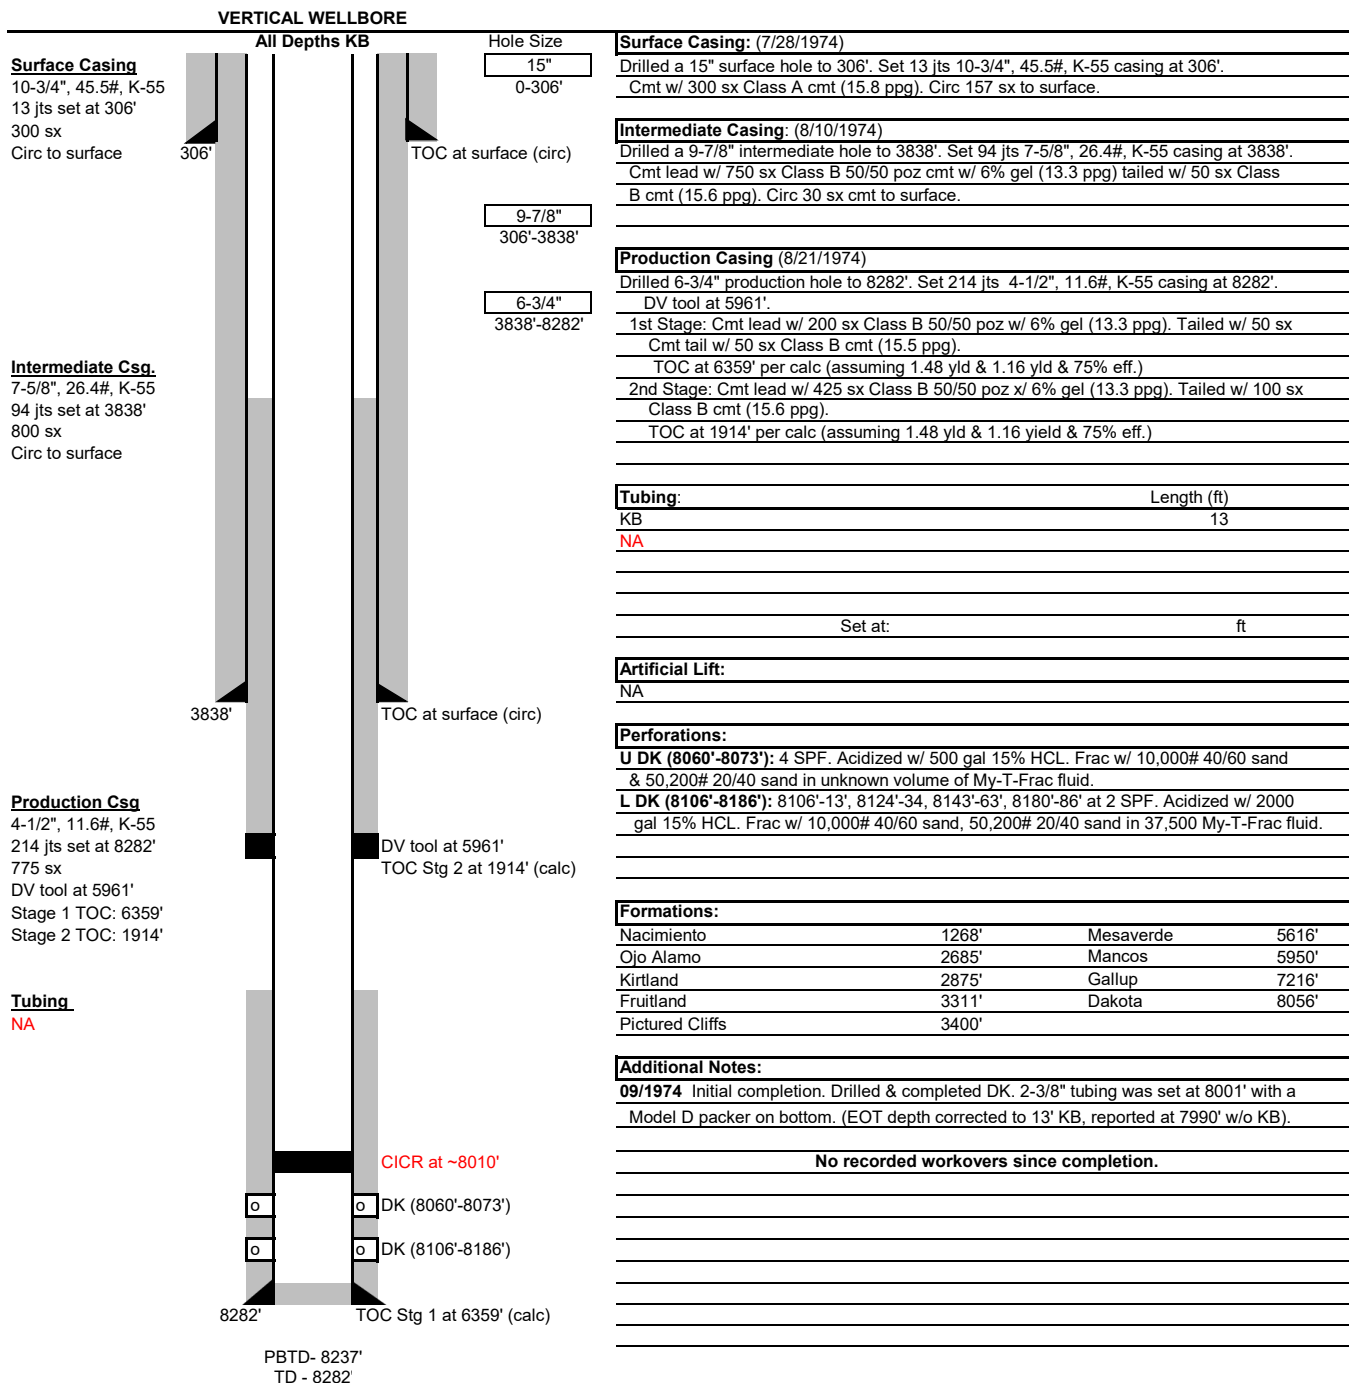 VERTICAL WELLBORE
All Depths KB
Hole Size
Surface Casing
10-3/4", 45.5#, K-55
13 jts set at 306'
300 sx
Circ to surface
306'
TOC at surface (circ)
15"
0-306'
9-7/8"
306'-3838'
6-3/4"
3838'-8282'
Intermediate Csg.
7-5/8", 26.4#, K-55
94 jts set at 3838'
800 sx
Circ to surface
3838'
TOC at surface (circ)
Production Csg
4-1/2", 11.6#, K-55
214 jts set at 8282'
775 sx
DV tool at 5961'
Stage 1 TOC: 6359'
Stage 2 TOC: 1914'
DV tool at 5961'
TOC Stg 2 at 1914' (calc)
Tubing
NA
CICR at ~8010'
o o DK (8060'-8073')
o o DK (8106'-8186')
8282'
TOC Stg 1 at 6359' (calc)
PBTD- 8237'
TD - 8282'
Surface Casing: (7/28/1974)
Drilled a 15" surface hole to 306'. Set 13 jts 10-3/4", 45.5#, K-55 casing at 306'.
Cmt w/ 300 sx Class A cmt (15.8 ppg). Circ 157 sx to surface.
Intermediate Casing: (8/10/1974)
Drilled a 9-7/8" intermediate hole to 3838'. Set 94 jts 7-5/8", 26.4#, K-55 casing at 3838'.
Cmt lead w/ 750 sx Class B 50/50 poz cmt w/ 6% gel (13.3 ppg) tailed w/ 50 sx Class
B cmt (15.6 ppg). Circ 30 sx cmt to surface.
Production Casing (8/21/1974)
Drilled 6-3/4" production hole to 8282'. Set 214 jts 4-1/2", 11.6#, K-55 casing at 8282'.
DV tool at 5961'.
1st Stage: Cmt lead w/ 200 sx Class B 50/50 poz w/ 6% gel (13.3 ppg). Tailed w/ 50 sx
Cmt tail w/ 50 sx Class B cmt (15.5 ppg).
TOC at 6359' per calc (assuming 1.48 yld & 1.16 yld & 75% eff.)
2nd Stage: Cmt lead w/ 425 sx Class B 50/50 poz x/ 6% gel (13.3 ppg). Tailed w/ 100 sx
Class B cmt (15.6 ppg).
TOC at 1914' per calc (assuming 1.48 yld & 1.16 yield & 75% eff.)
Tubing: Length (ft)
KB 13
NA
Set at: ft
Artificial Lift:
NA
Perforations:
U DK (8060'-8073'): 4 SPF. Acidized w/ 500 gal 15% HCL. Frac w/ 10,000# 40/60 sand
& 50,200# 20/40 sand in unknown volume of My-T-Frac fluid.
L DK (8106'-8186'): 8106'-13', 8124'-34, 8143'-63', 8180'-86' at 2 SPF. Acidized w/ 2000
gal 15% HCL. Frac w/ 10,000# 40/60 sand, 50,200# 20/40 sand in 37,500 My-T-Frac fluid.
Formations:
Nacimiento 1268' Mesaverde 5616'
Ojo Alamo 2685' Mancos 5950'
Kirtland 2875' Gallup 7216'
Fruitland 3311' Dakota 8056'
Pictured Cliffs 3400'
Additional Notes:
09/1974 Initial completion. Drilled & completed DK. 2-3/8" tubing was set at 8001' with a
Model D packer on bottom. (EOT depth corrected to 13' KB, reported at 7990' w/o KB).
No recorded workovers since completion.